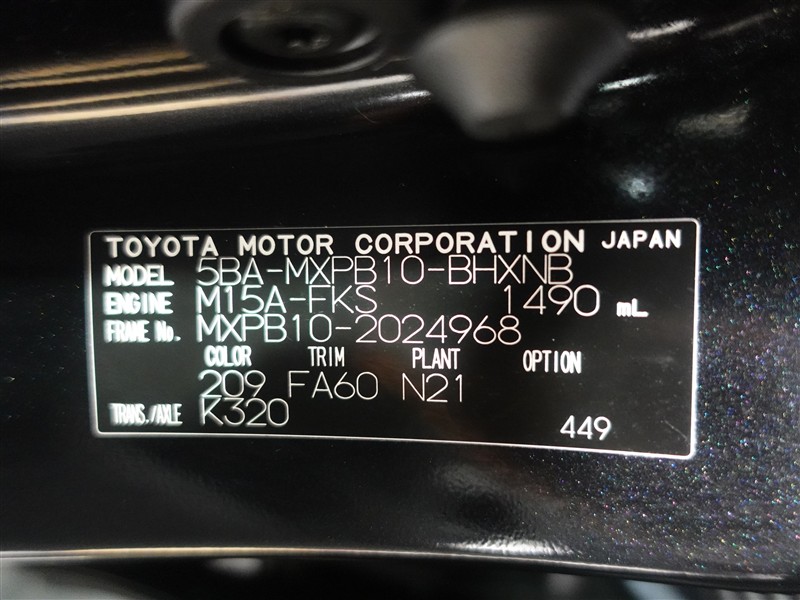 TOYOTA MOTOR CORPORATION JAPAN
MODEL 5BA-MXPB10-BHXNB
ENGINE M15A-FKS 1490 mL
FRAME No. MXPB10-2024968
COLOR TRIM PLANT OPTION
209 FA60 N21
TRANS./AXLE K320
449